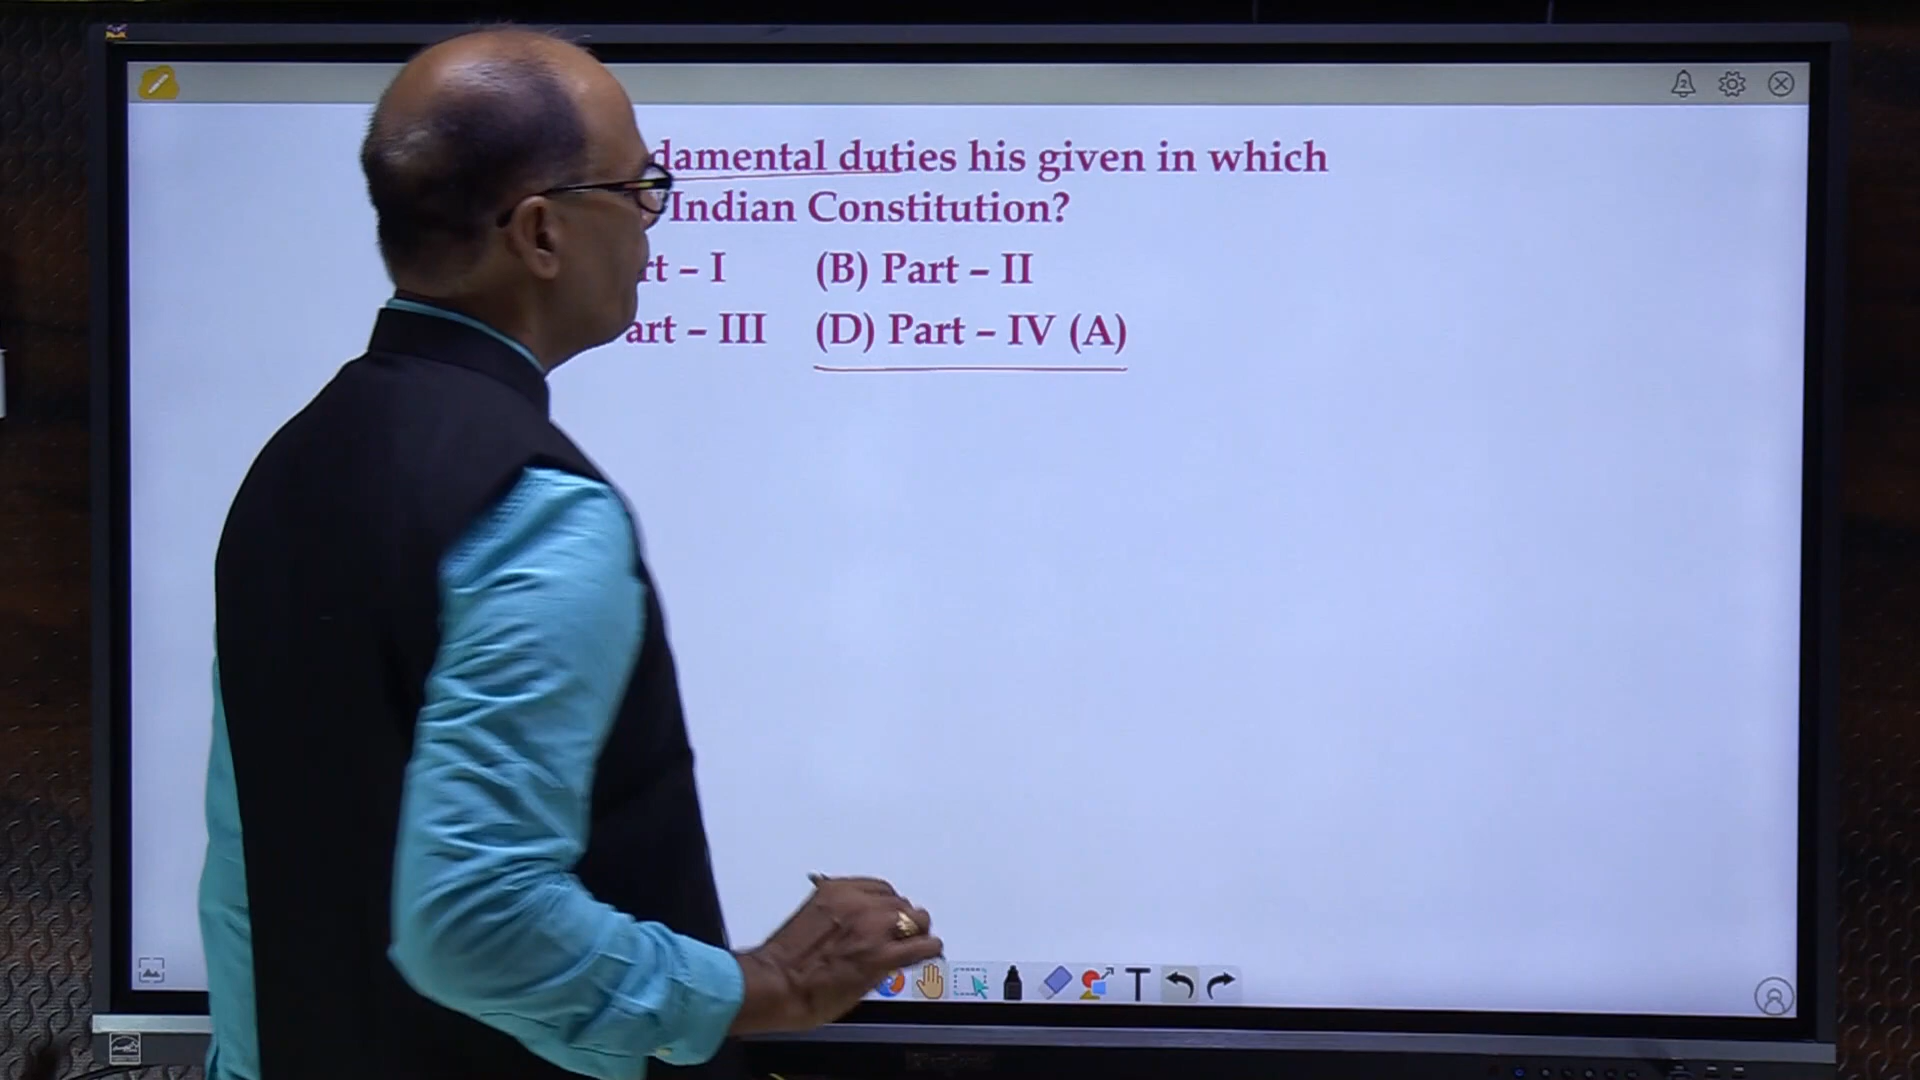 damental duties his given in which
Indian Constitution?
rt – I (B) Part – II
art – III (D) Part – IV (A)